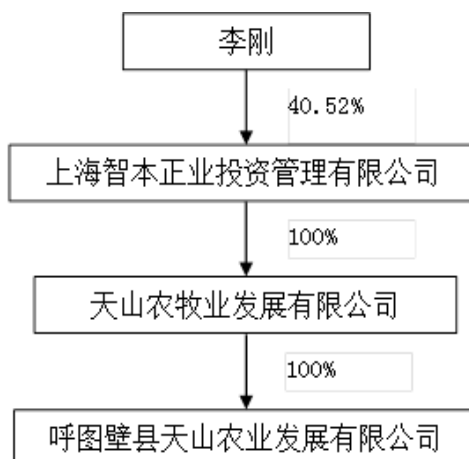 李刚
40.52%
上海智本正业投资管理有限公司
100%
天山农牧业发展有限公司
100%
呼图壁县天山农业发展有限公司